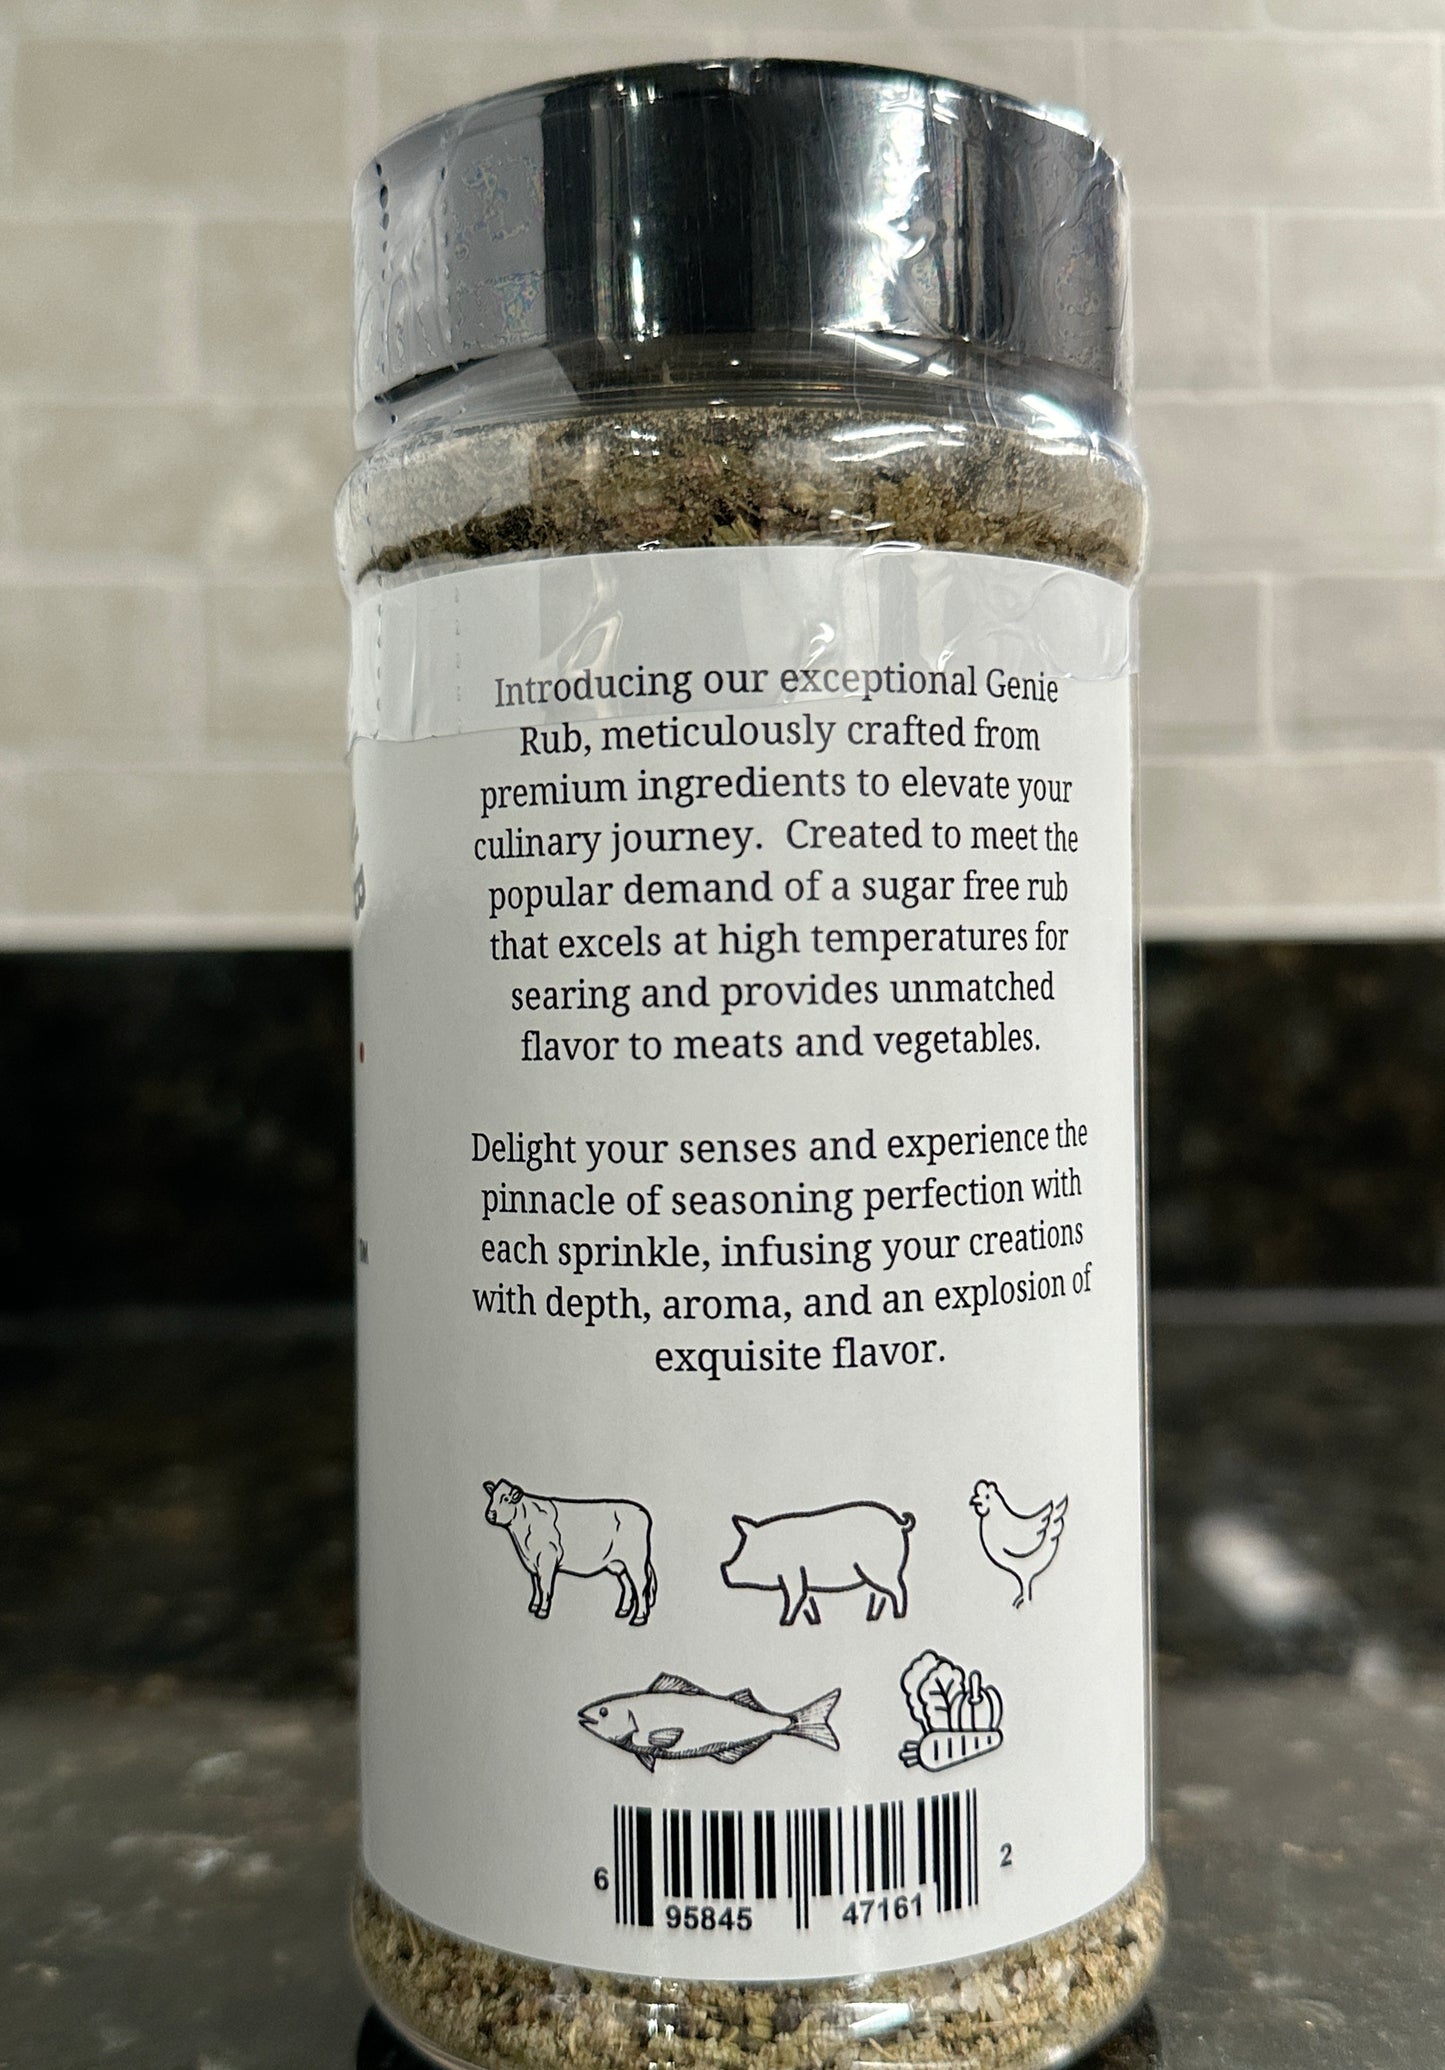 Introducing our exceptional Genie
Rub, meticulously crafted from
premium ingredients to elevate your
culinary journey.  Created to meet the
popular demand of a sugar free rub
that excels at high temperatures for
searing and provides unmatched
flavor to meats and vegetables.
Delight your senses and experience the
pinnacle of seasoning perfection with
each sprinkle, infusing your creations
with depth, aroma, and an explosion of
exquisite flavor.
6 95845 47161 2